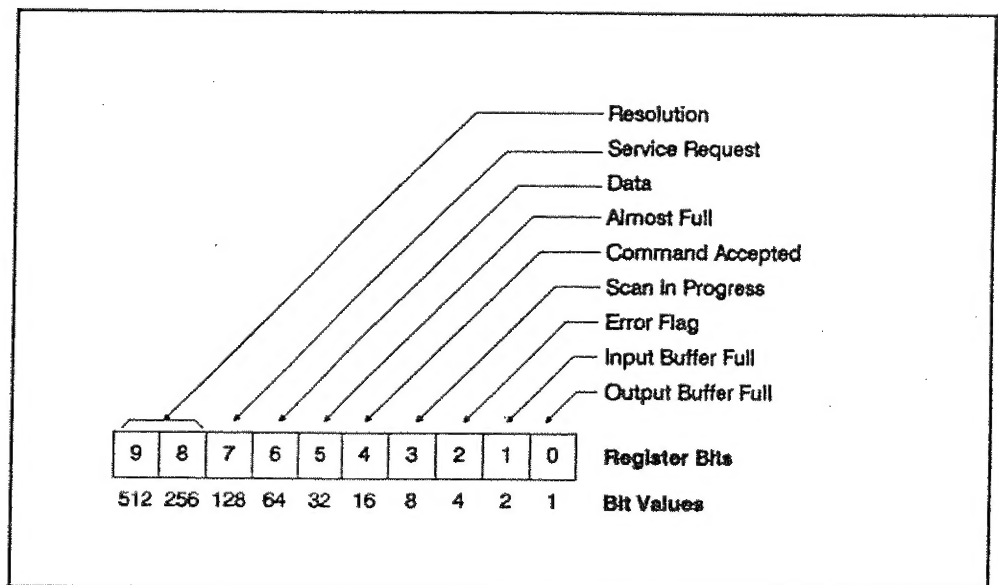 Resolution
Service Request
Data
Almost Full
Command Accepted
Scan In Progress
Error Flag
Input Buffer Full
Output Buffer Full
9 8 7 6 5 4 3 2 1 0 Register Bits
512 256 128 64 32 16 8 4 2 1 Bit Values